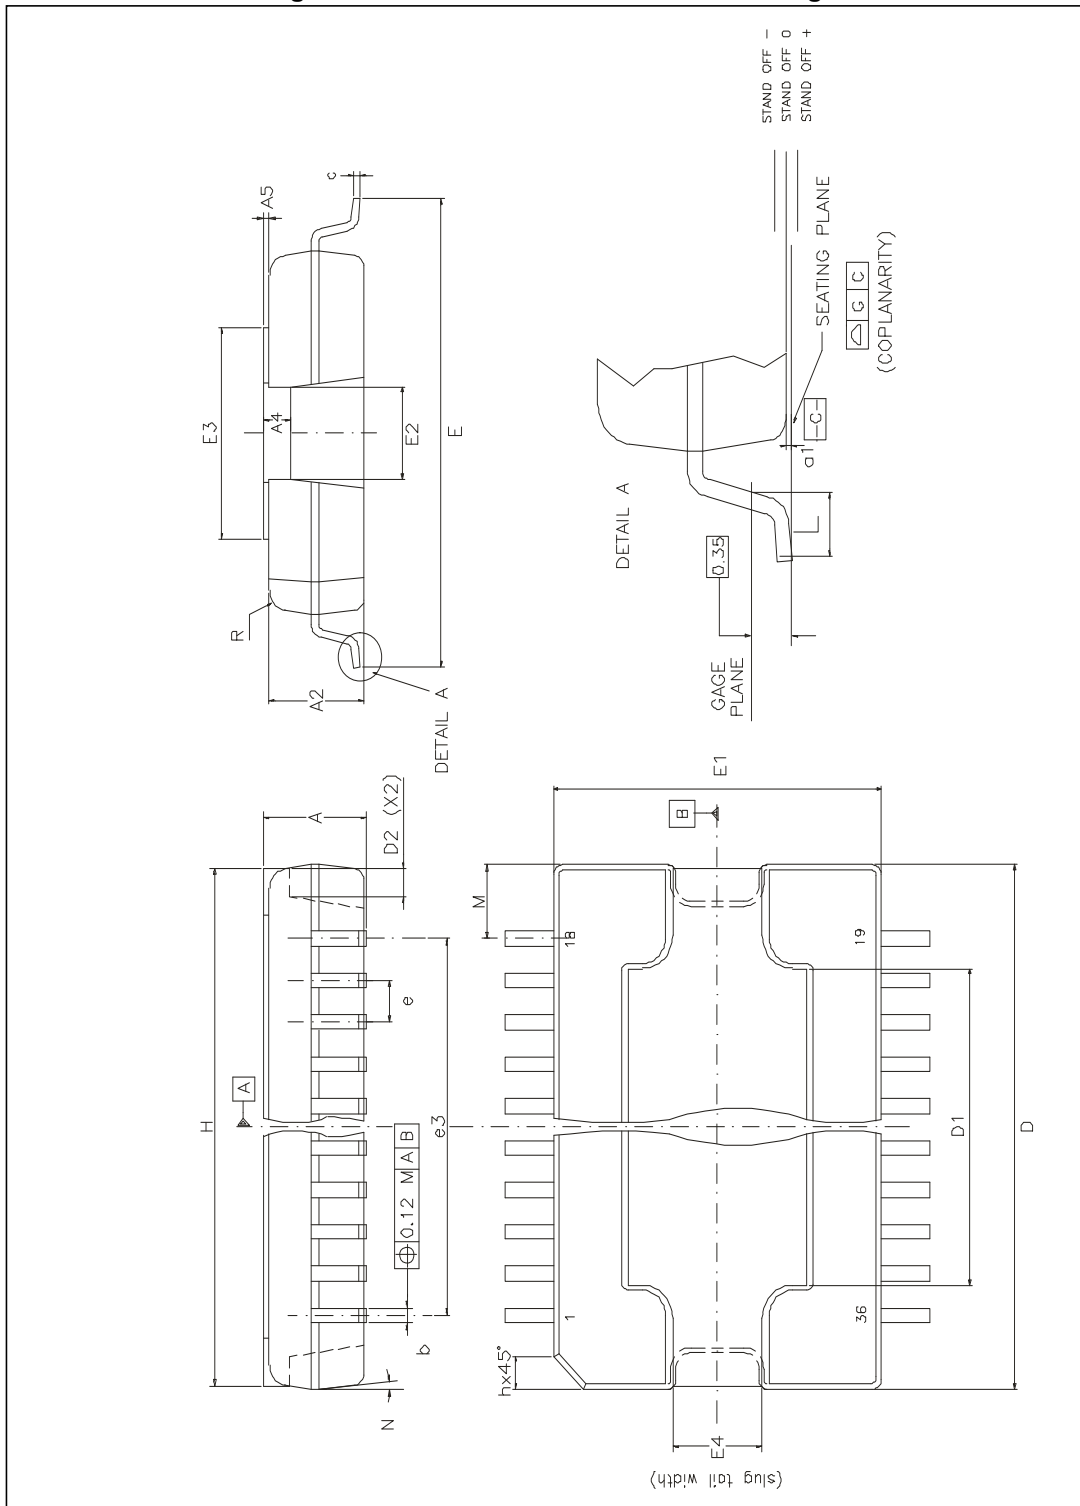 STAND OFF -
STAND OFF 0
STAND OFF +
A5
c
E3
A4
E2
E
R
A2
DETAIL A
SEATING PLANE
G C
(COPLANARITY)
a1
-C-
L
DETAIL A
0.35
GAGE
PLANE
A
D2 (X2)
H
A
e
e3
0.12 M A B
b
N
E1
B
M
18
19
1
36
D1
D
hx45°
E4
(slug tail width)